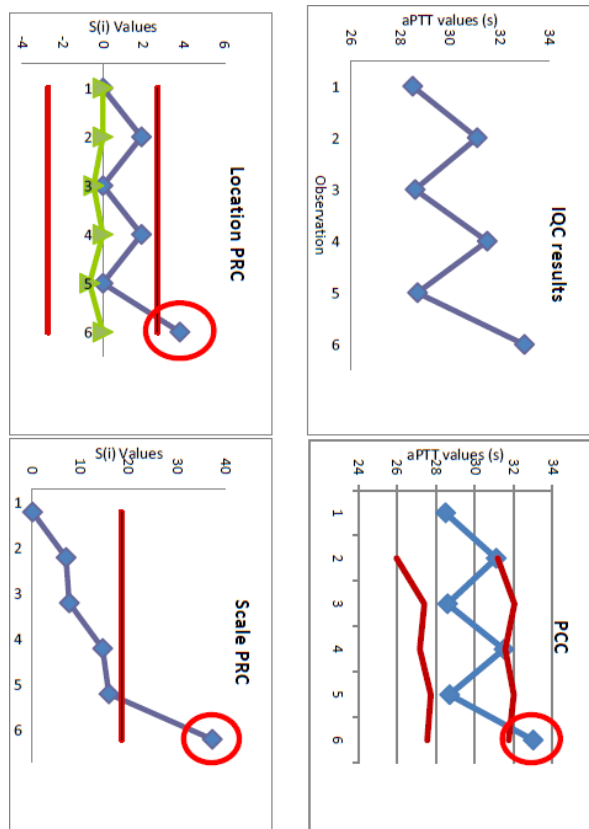 IQC results
aPTT values (s)
34
32
30
28
26
1 2 3 4 5 6
Observation
PCC
aPTT values (s)
34
32
30
28
26
24
1 2 3 4 5 6
Location PRC
S(i) Values
6
4
2
0
-2
-4
1 2 3 4 5 6
Scale PRC
S(i) Values
40
30
20
10
0
1 2 3 4 5 6